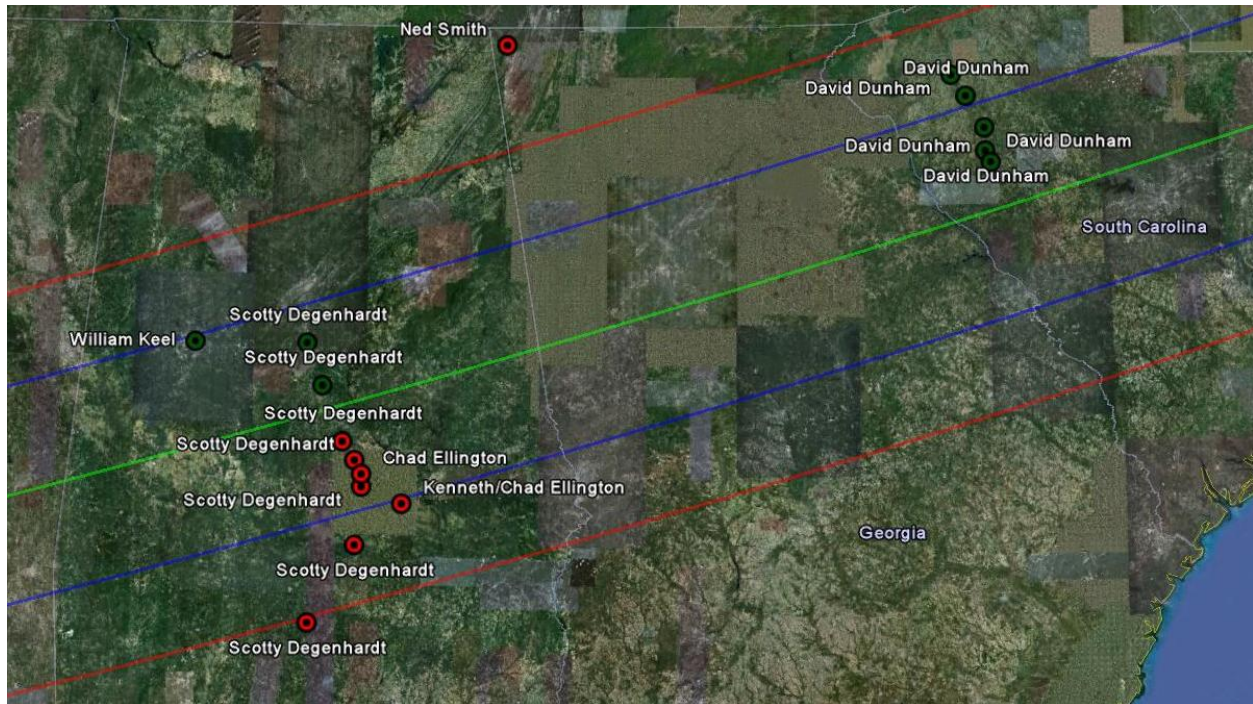 Ned Smith
David Dunham
David Dunham
David Dunham
David Dunham
David Dunham
South Carolina
Scotty Degenhardt
William Keel
Scotty Degenhardt
Scotty Degenhardt
Scotty Degenhardt
Chad Ellington
Scotty Degenhardt
Kenneth/Chad Ellington
Georgia
Scotty Degenhardt
Scotty Degenhardt